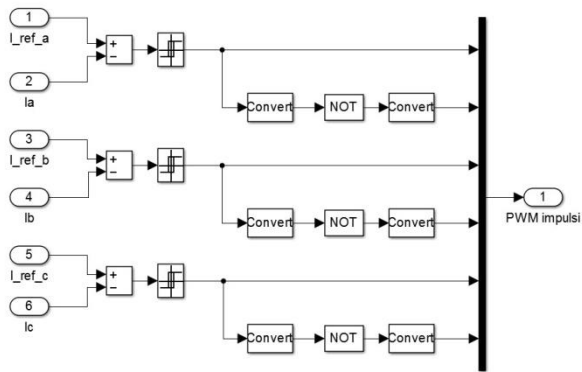 1
I_ref_a
+
−
2
Ia
Convert
NOT
Convert
3
I_ref_b
+
−
4
Ib
Convert
NOT
Convert
1
PWM impulsi
5
I_ref_c
+
−
6
Ic
Convert
NOT
Convert